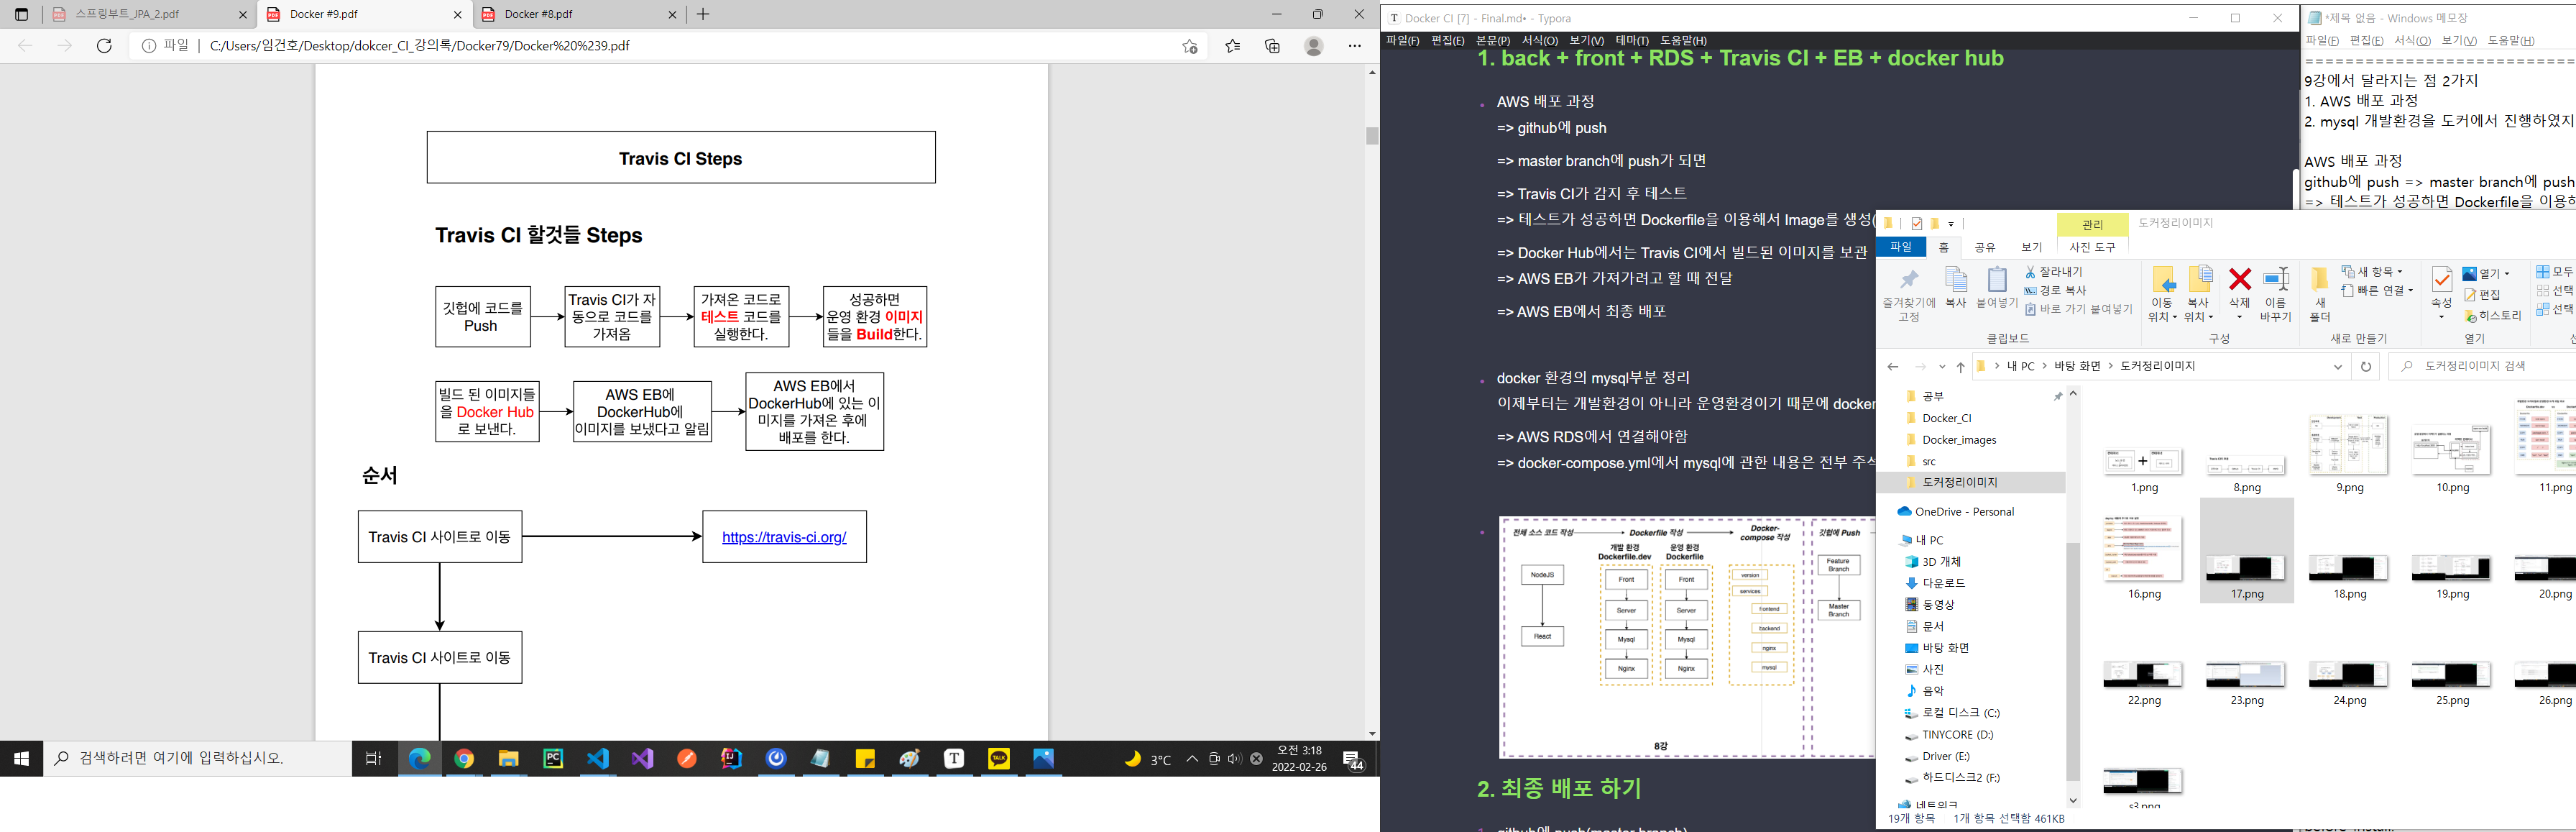 스프링부트_JPA_2.pdf
Docker #9.pdf
Docker #8.pdf
파일 | C:/Users/임건호/Desktop/dokcer_CI_강의록/Docker79/Docker%20%239.pdf
Travis CI Steps
Travis CI 할것들 Steps
깃헙에 코드를
Push
Travis CI가 자
동으로 코드를
가져옴
가져온 코드로
테스트 코드를
실행한다.
성공하면
운영 환경 이미지
들을 Build한다.
빌드 된 이미지들
을 Docker Hub
로 보낸다.
AWS EB에
DockerHub에
이미지를 보냈다고 알림
AWS EB에서
DockerHub에 있는 이
미지를 가져온 후에
배포를 한다.
순서
Travis CI 사이트로 이동
https://travis-ci.org/
Travis CI 사이트로 이동
검색하려면 여기에 입력하십시오.
3°C
오전 3:18
2022-02-26
44
Docker CI [7] - Final.md• - Typora
파일(F) 편집(E) 본문(P) 서식(O) 보기(V) 테마(T) 도움말(H)
1. back + front + RDS + Travis CI + EB + docker hub
AWS 배포 과정
=> github에 push
=> master branch에 push가 되면
=> Travis CI가 감지 후 테스트
=> 테스트가 성공하면 Dockerfile을 이용해서 Image를 생성(
=> Docker Hub에서는 Travis CI에서 빌드된 이미지를 보관
=> AWS EB가 가져가려고 할 때 전달
=> AWS EB에서 최종 배포
docker 환경의 mysql부분 정리
이제부터는 개발환경이 아니라 운영환경이기 때문에 docker
=> AWS RDS에서 연결해야함
=> docker-compose.yml에서 mysql에 관한 내용은 전부 주석
전체 소스 코드 작성
Dockerfile 작성
Docker-
compose 작성
깃헙에 Push
개발 환경
Dockerfile.dev
운영 환경
Dockerfile
NodeJS
React
Front
Server
Mysql
Nginx
Front
Server
Mysql
Nginx
version
services
frontend
backend
nginx
mysql
Feature
Branch
Master
Branch
8강
2. 최종 배포 하기
github에 push(master branch)
*제목 없음 - Windows 메모장
파일(F) 편집(E) 서식(O) 보기(V) 도움말(H)
============================
9강에서 달라지는 점 2가지
1. AWS 배포 과정
2. mysql 개발환경을 도커에서 진행하였지
AWS 배포 과정
github에 push => master branch에 push
=> 테스트가 성공하면 Dockerfile을 이용해
관리
도커정리이미지
파일 홈 공유 보기 사진 도구
즐겨찾기에
고정
복사
붙여넣기
잘라내기
경로 복사
바로 가기 붙여넣기
클립보드
이동
위치
복사
위치
삭제
이름
바꾸기
구성
새
폴더
새 항목
빠른 연결
새로 만들기
속성
열기
편집
히스토리
열기
모두
선택
선택
내 PC > 바탕 화면 > 도커정리이미지
도커정리이미지 검색
공부
Docker_CI
Docker_images
src
도커정리이미지
OneDrive - Personal
내 PC
3D 개체
다운로드
동영상
문서
바탕 화면
사진
음악
로컬 디스크 (C:)
TINYCORE (D:)
Driver (E:)
하드디스크2 (F:)
네트워크
1.png
8.png
9.png
10.png
11.png
16.png
17.png
18.png
19.png
20.png
22.png
23.png
24.png
25.png
26.png
s3.png
19개 항목 1개 항목 선택함 461KB
before-install: